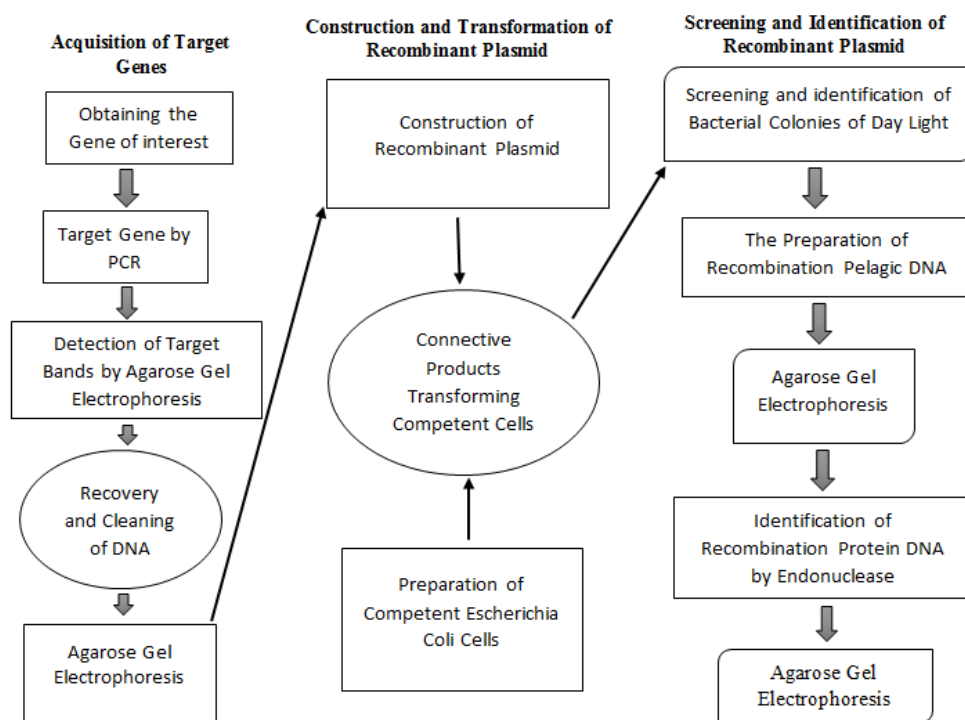 Acquisition of Target
Genes
Obtaining the
Gene of interest
Target Gene by
PCR
Detection of Target
Bands by Agarose Gel
Electrophoresis
Recovery
and Cleaning
of DNA
Agarose Gel
Electrophoresis
Construction and Transformation of
Recombinant Plasmid
Construction of
Recombinant Plasmid
Connective
Products
Transforming
Competent Cells
Preparation of
Competent Escherichia
Coli Cells
Screening and Identification of
Recombinant Plasmid
Screening and identification of
Bacterial Colonies of Day Light
The Preparation of
Recombination Pelagic DNA
Agarose Gel
Electrophoresis
Identification of
Recombination Protein DNA
by Endonuclease
Agarose Gel
Electrophoresis